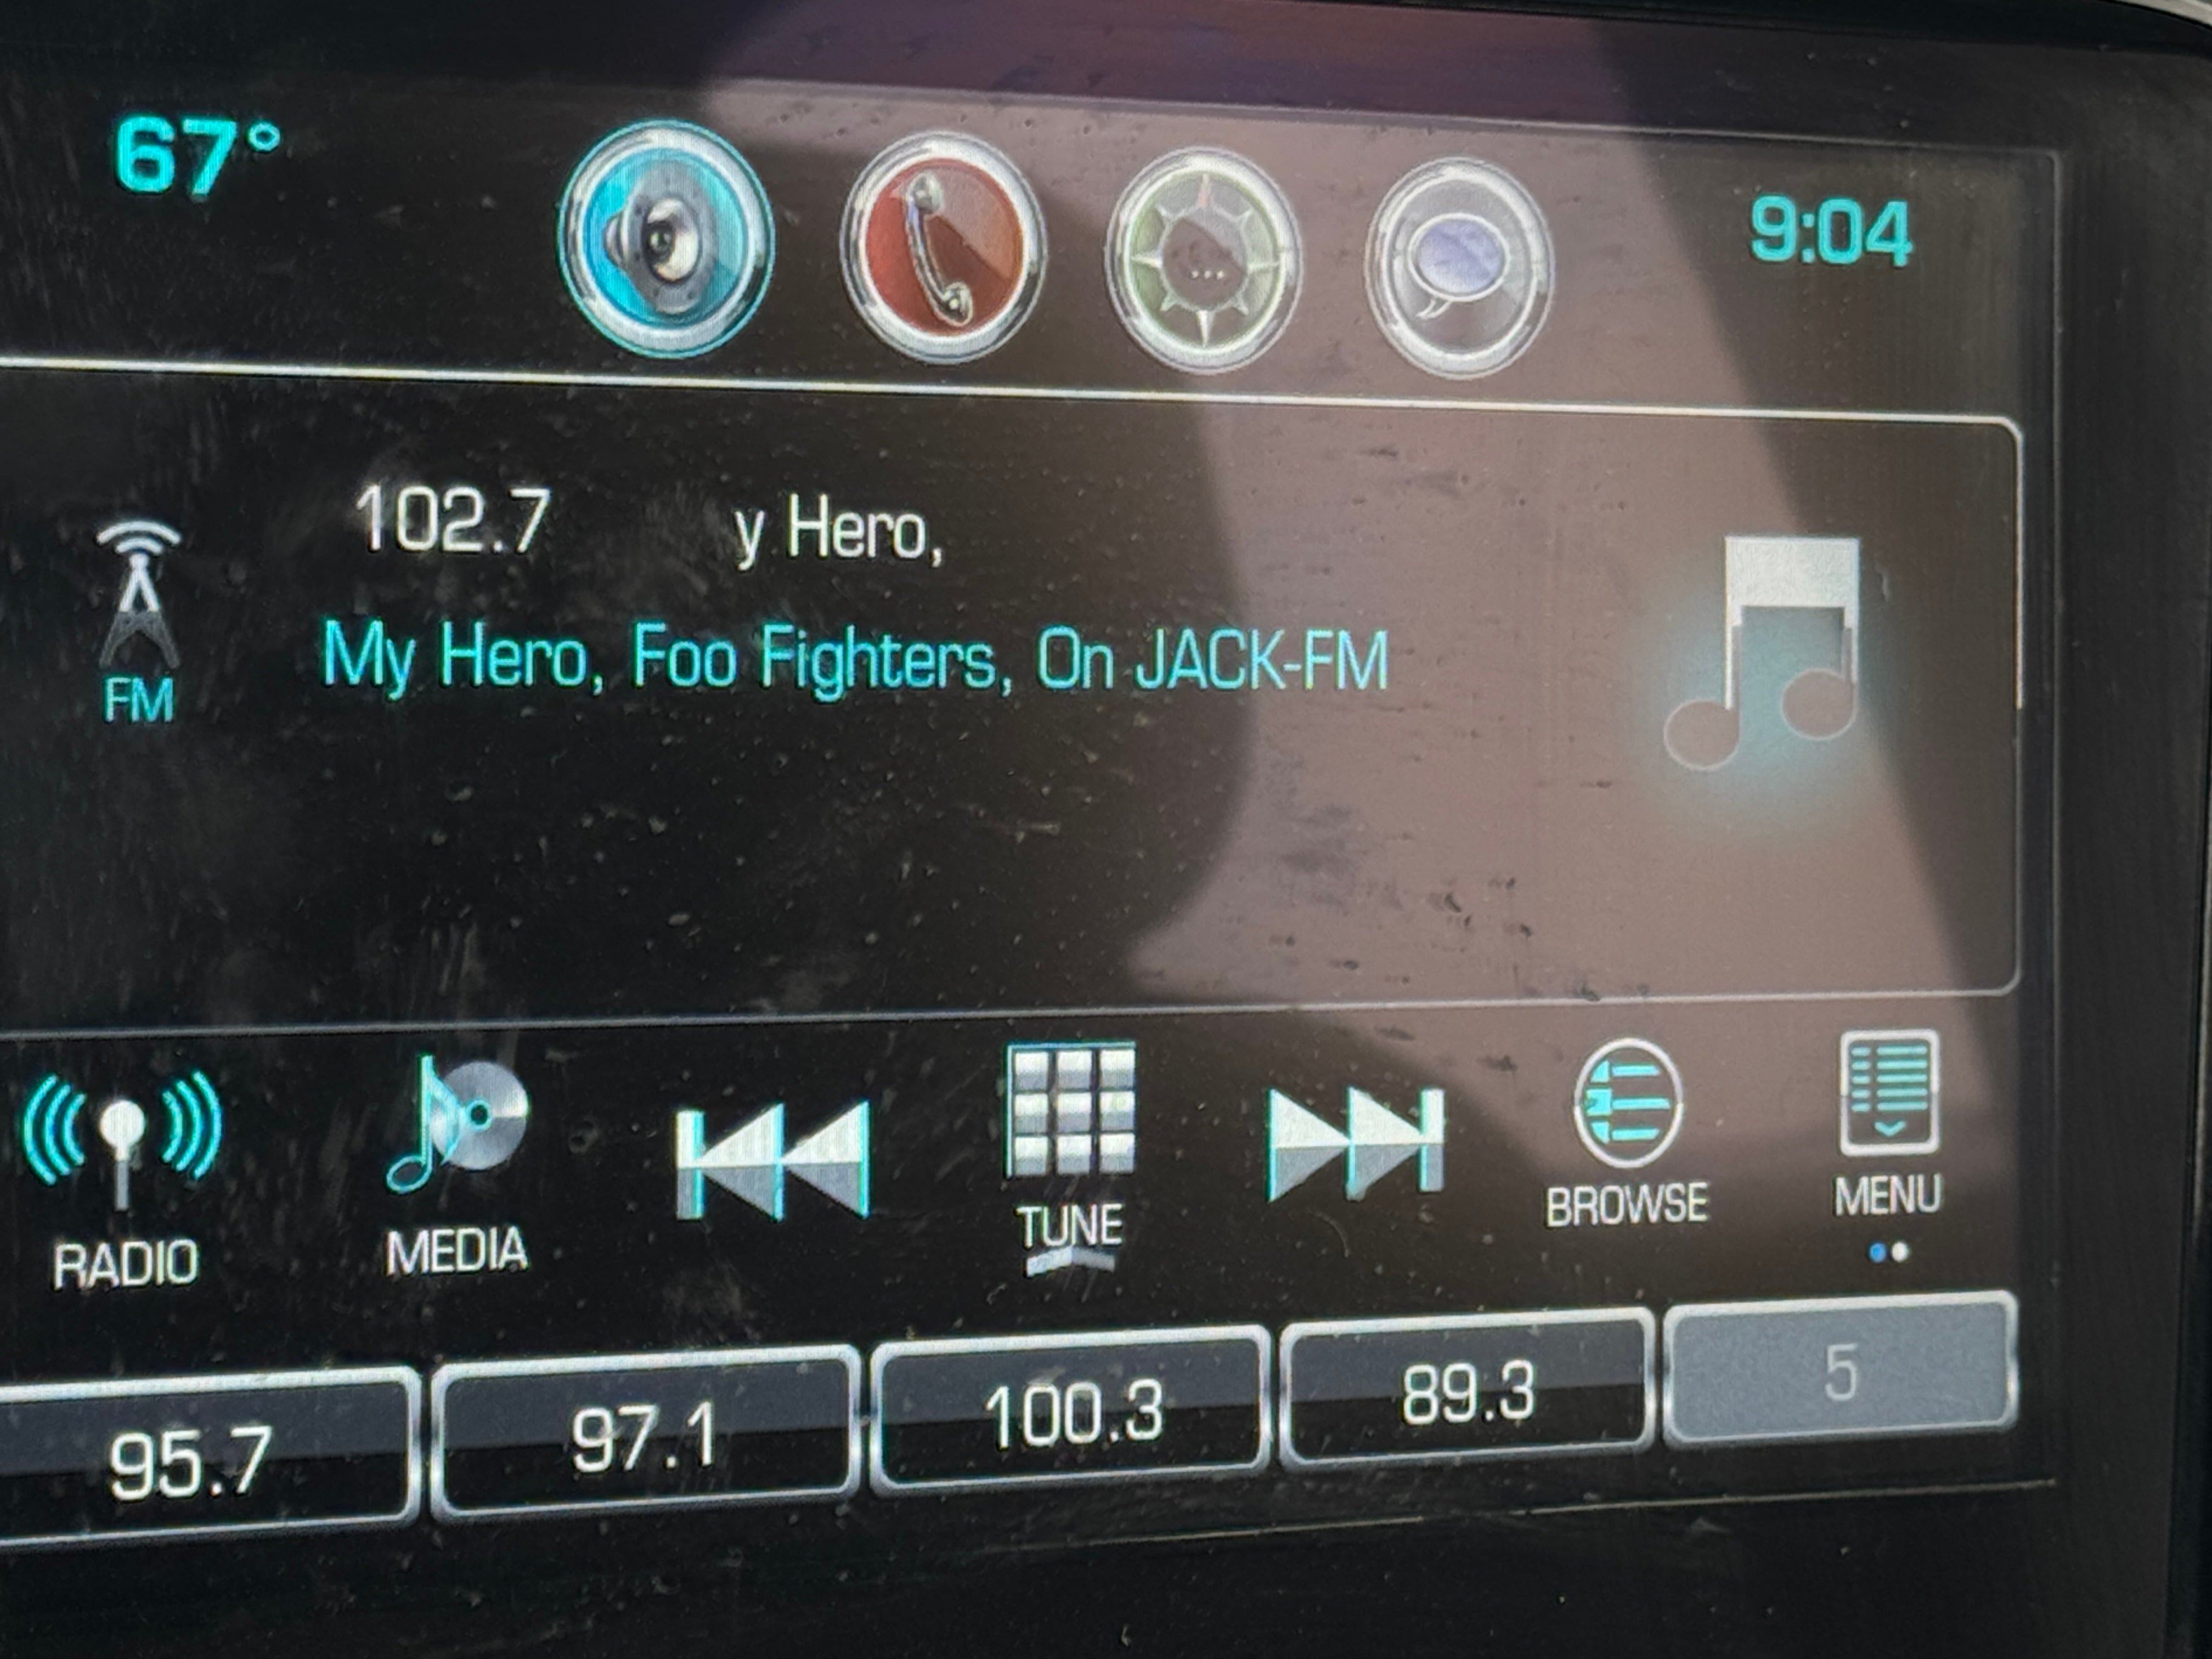 67° 9:04
102.7 y Hero,
My Hero, Foo Fighters, On JACK-FM
FM
RADIO MEDIA TUNE BROWSE MENU
95.7 97.1 100.3 89.3 5